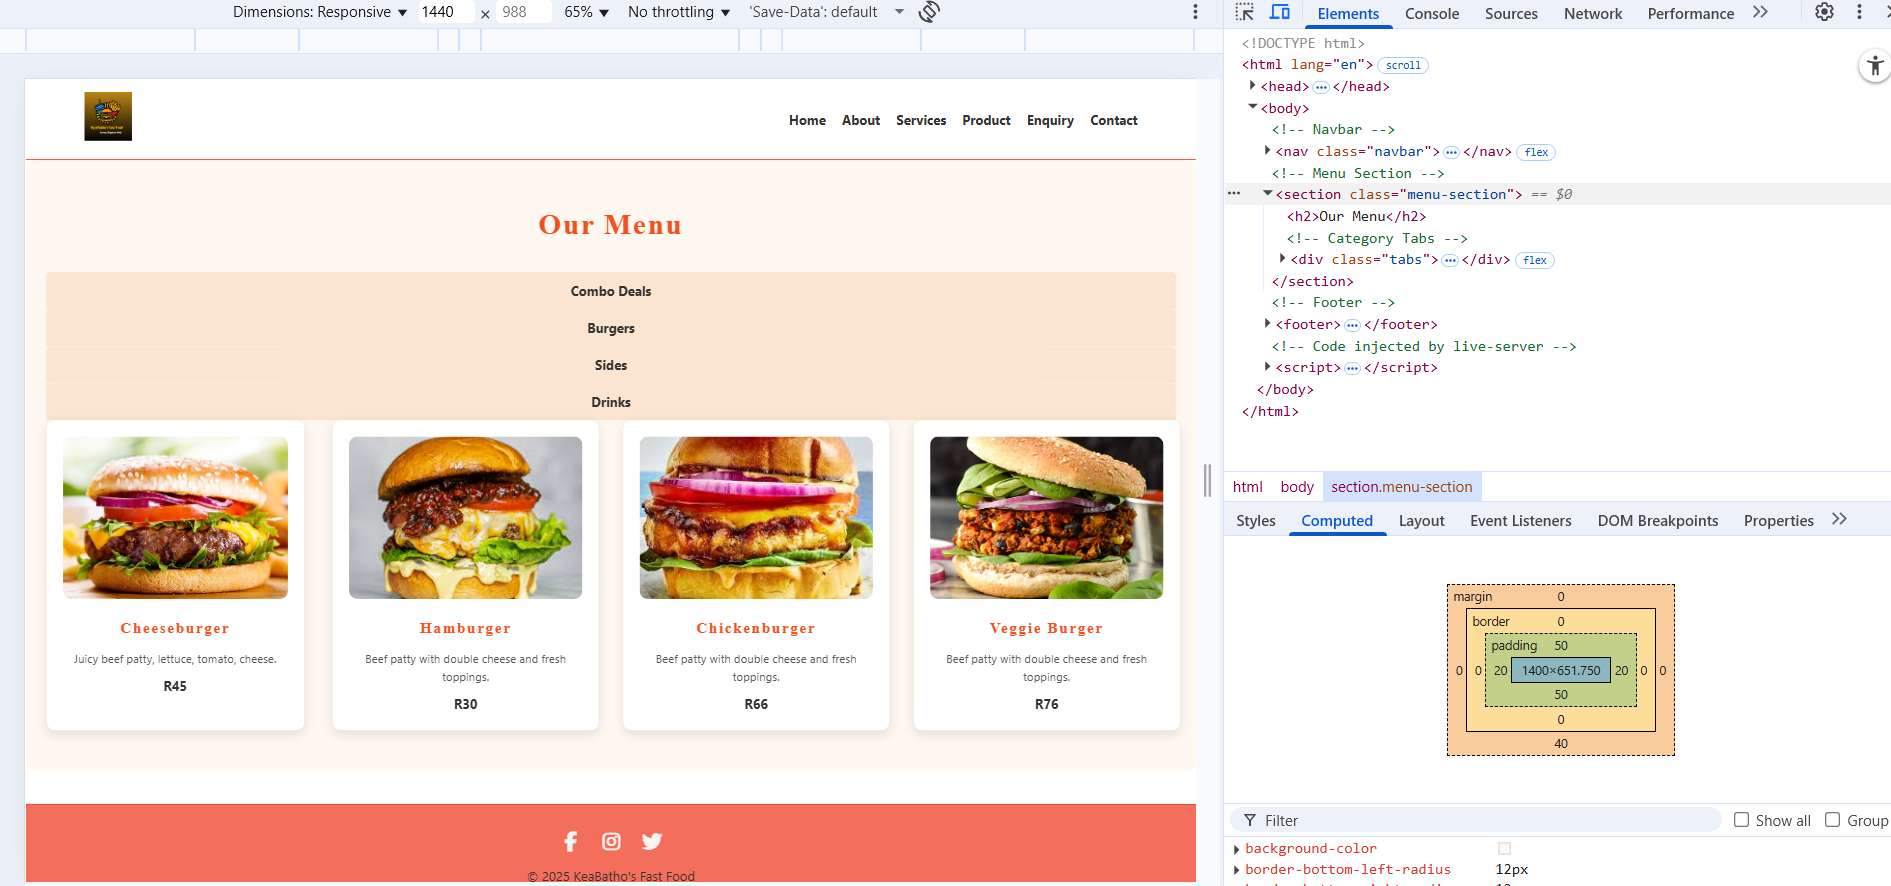 Dimensions: Responsive ▼ 1440 × 988 65% ▼ No throttling ▼ 'Save-Data': default
Elements Console Sources Network Performance
<!DOCTYPE html>
<html lang="en"> scroll
<head> ••• </head>
<body>
<!-- Navbar -->
<nav class="navbar"> ••• </nav> flex
<!-- Menu Section -->
••• <section class="menu-section"> == $0
<h2>Our Menu</h2>
<!-- Category Tabs -->
<div class="tabs"> ••• </div> flex
</section>
<!-- Footer -->
<footer> ••• </footer>
<!-- Code injected by live-server -->
<script> ••• </script>
</body>
</html>
Home About Services Product Enquiry Contact
Our Menu
Combo Deals
Burgers
Sides
Drinks
Cheeseburger
Juicy beef patty, lettuce, tomato, cheese.
R45
Hamburger
Beef patty with double cheese and fresh
toppings.
R30
Chickenburger
Beef patty with double cheese and fresh
toppings.
R66
Veggie Burger
Beef patty with double cheese and fresh
toppings.
R76
© 2025 KeaBatho's Fast Food
html body section.menu-section
Styles Computed Layout Event Listeners DOM Breakpoints Properties
margin 0
border 0
padding 50
0 0 20 1400×651.750 20 0 0
50
0
40
Filter Show all Group
background-color
border-bottom-left-radius 12px